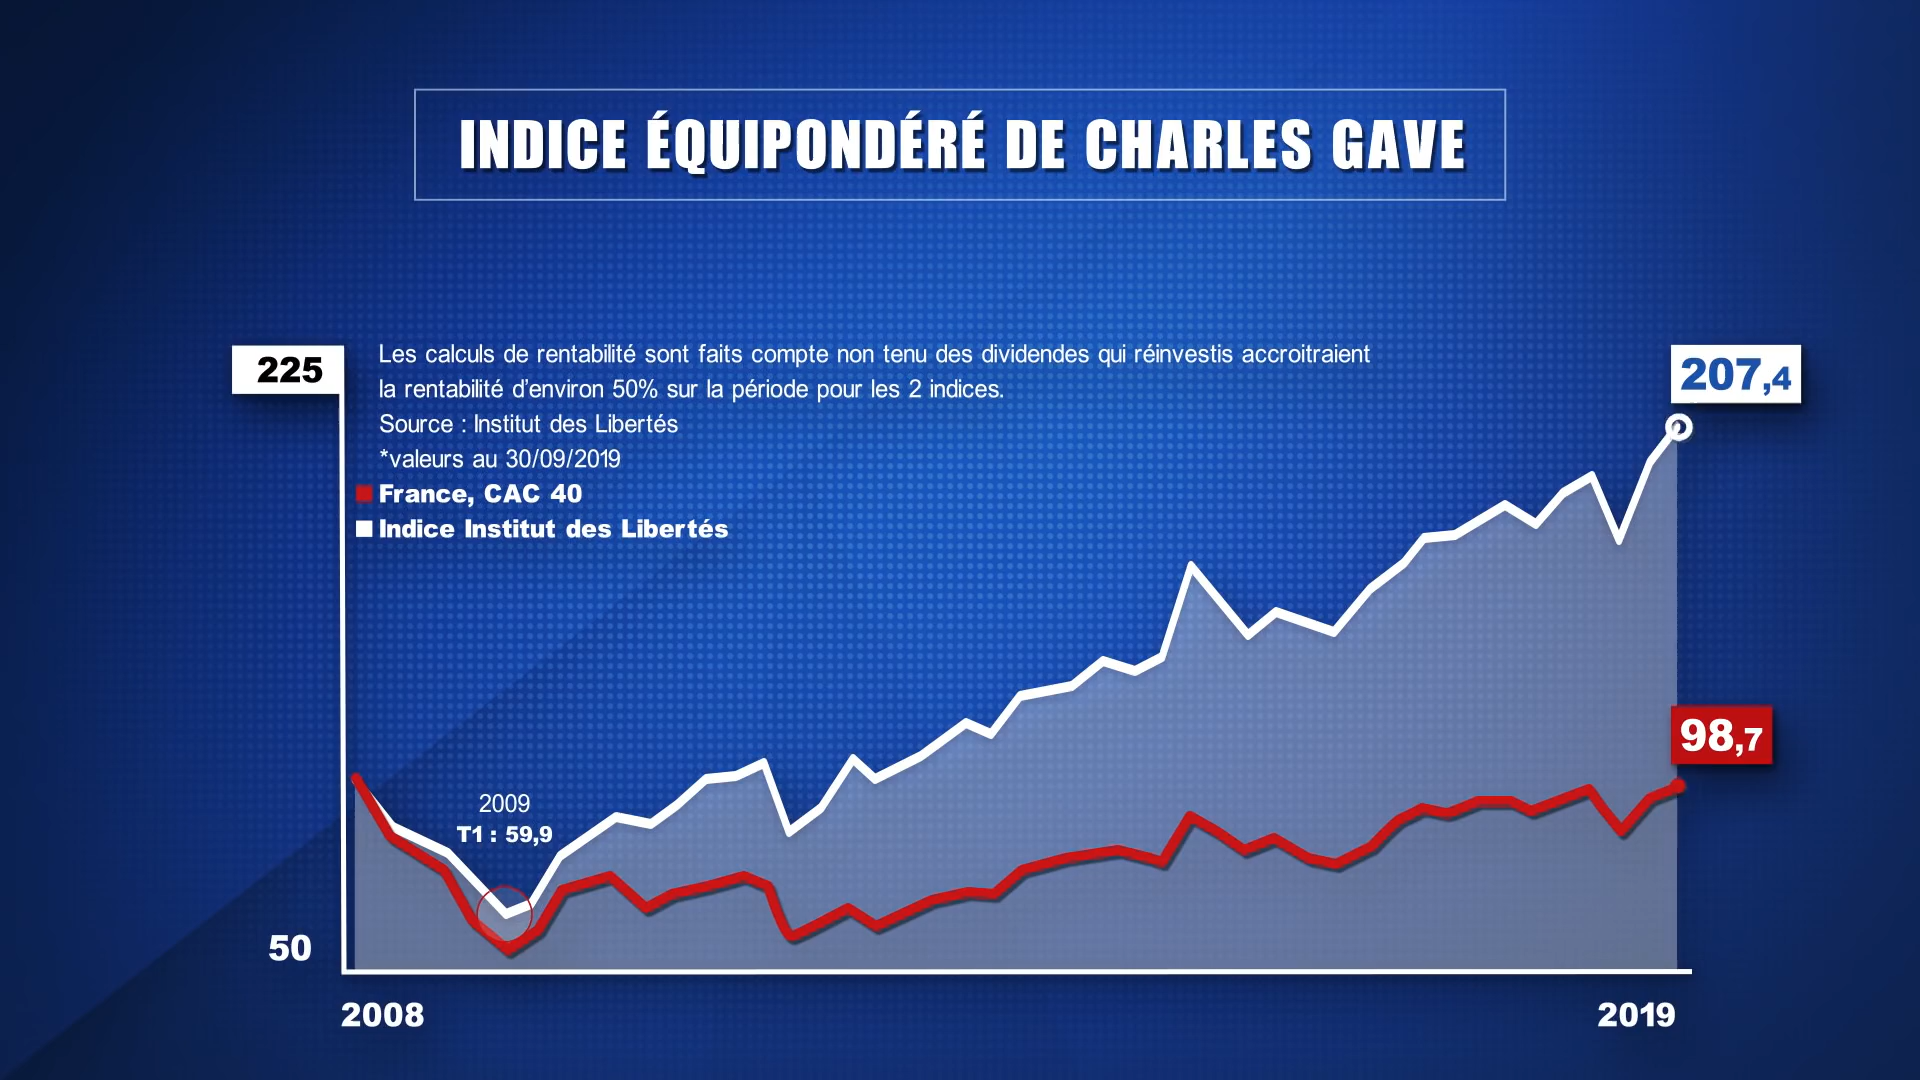 INDICE ÉQUIPONDÉRÉ DE CHARLES GAVE
225
Les calculs de rentabilité sont faits compte non tenu des dividendes qui réinvestis accroitraient
la rentabilité d'environ 50% sur la période pour les 2 indices.
Source : Institut des Libertés
*valeurs au 30/09/2019
France, CAC 40
Indice Institut des Libertés
207,4
98,7
2009
T1 : 59,9
50
2008
2019